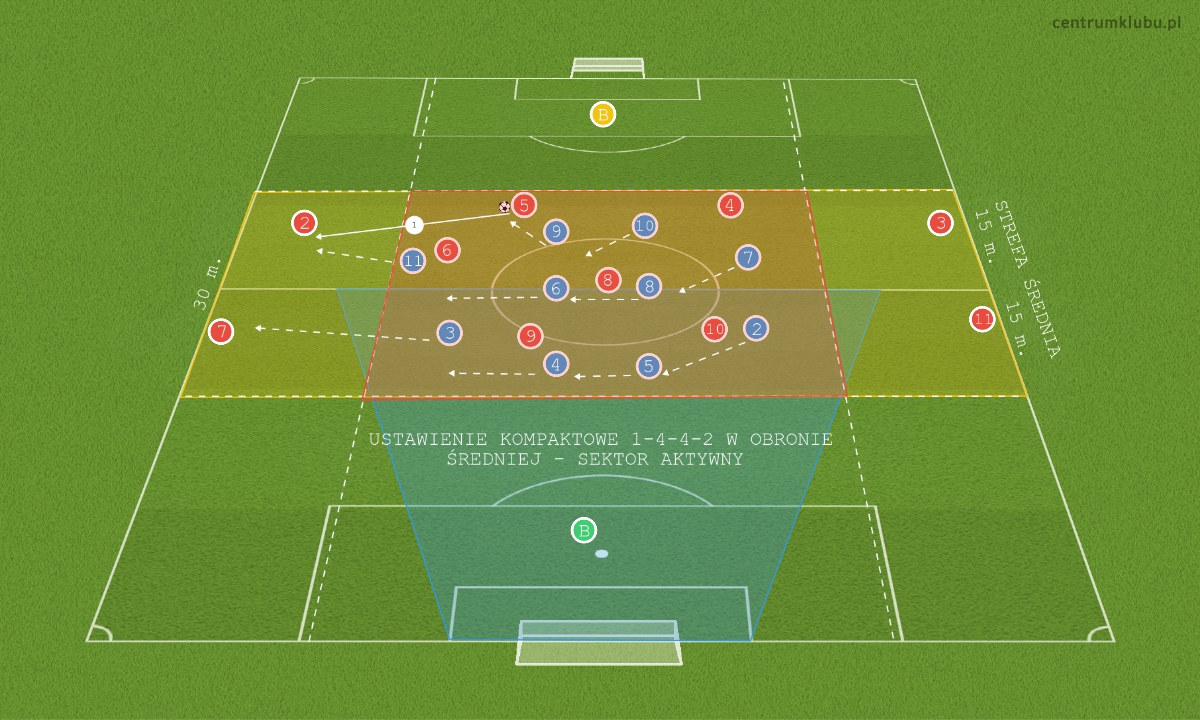 centrumklubu.pl
B
5
4
2
3
1
9
10
6
11
7
8
6
8
30 m.
STREFA ŚREDNIA
15 m.
15 m.
7
3
9
10
2
11
4
5
USTAWIENIE KOMPAKTOWE 1-4-4-2 W OBRONIE
ŚREDNIEJ - SEKTOR AKTYWNY
B